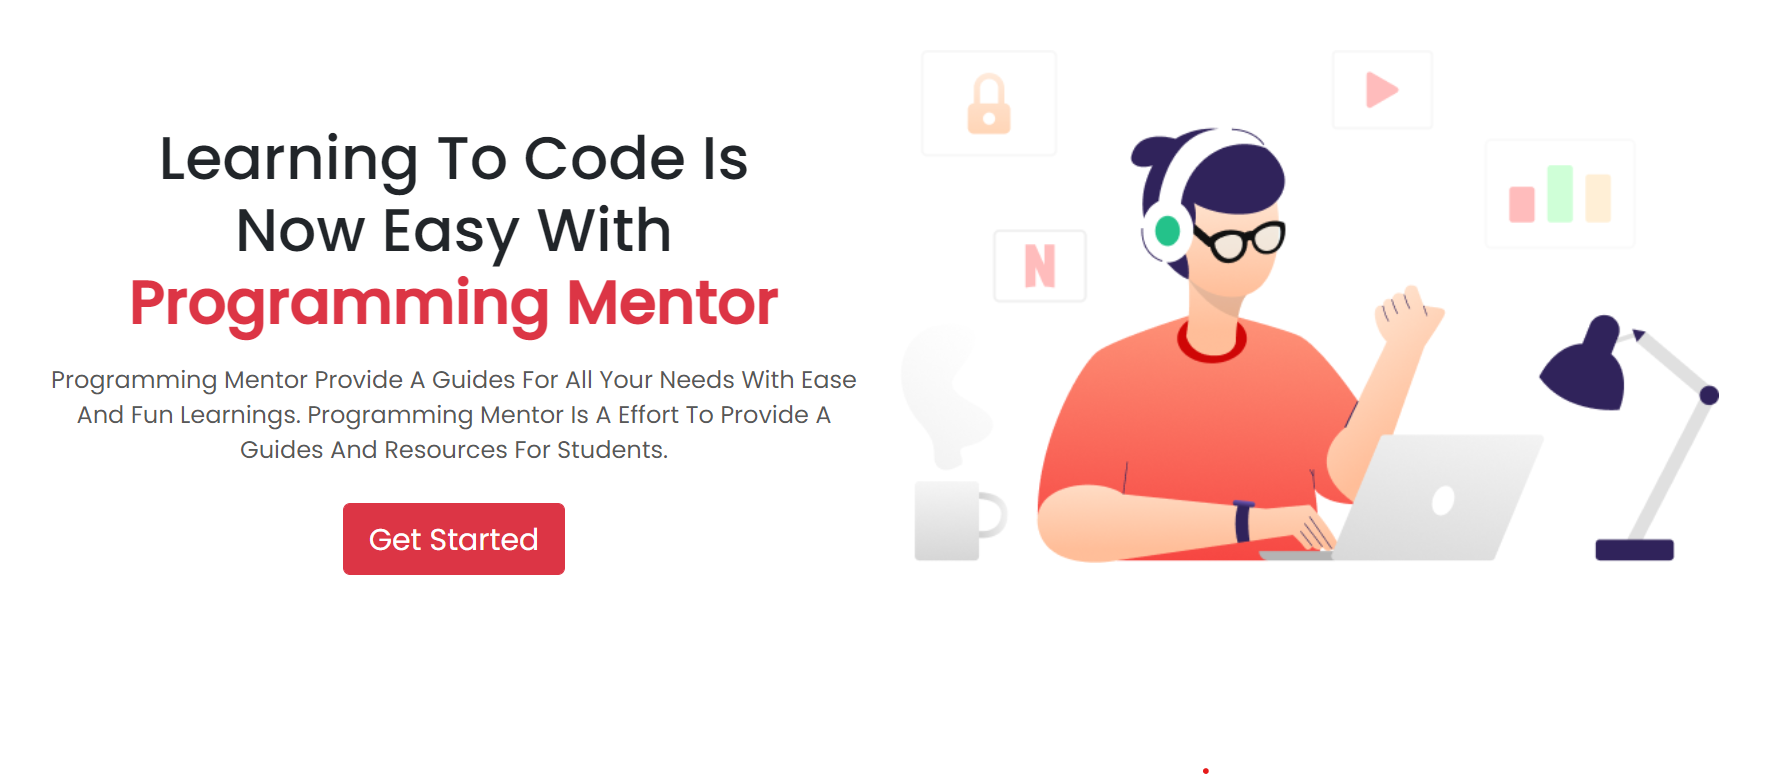 Learning To Code Is
Now Easy With
Programming Mentor
Programming Mentor Provide A Guides For All Your Needs With Ease
And Fun Learnings. Programming Mentor Is A Effort To Provide A
Guides And Resources For Students.
Get Started
N